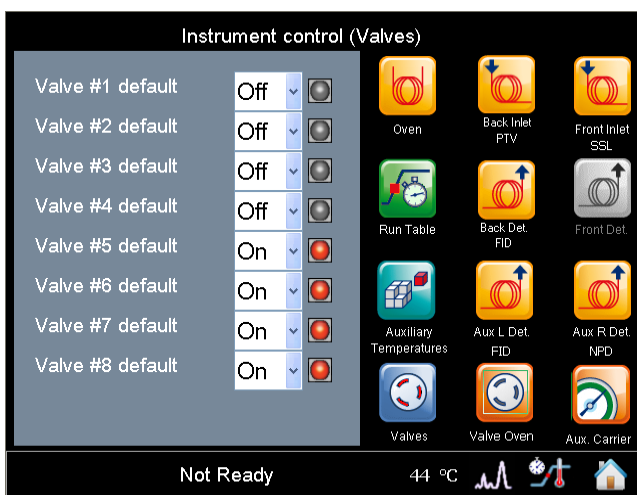 Instrument control (Valves)
Valve #1 default Off
Valve #2 default Off
Valve #3 default Off
Valve #4 default Off
Valve #5 default On
Valve #6 default On
Valve #7 default On
Valve #8 default On
Oven
Back Inlet
PTV
Front Inlet
SSL
Run Table
Back Det.
FID
Front Det.
Auxiliary
Temperatures
Aux L Det.
FID
Aux R Det.
NPD
Valves
Valve Oven
Aux. Carrier
Not Ready
44 °C